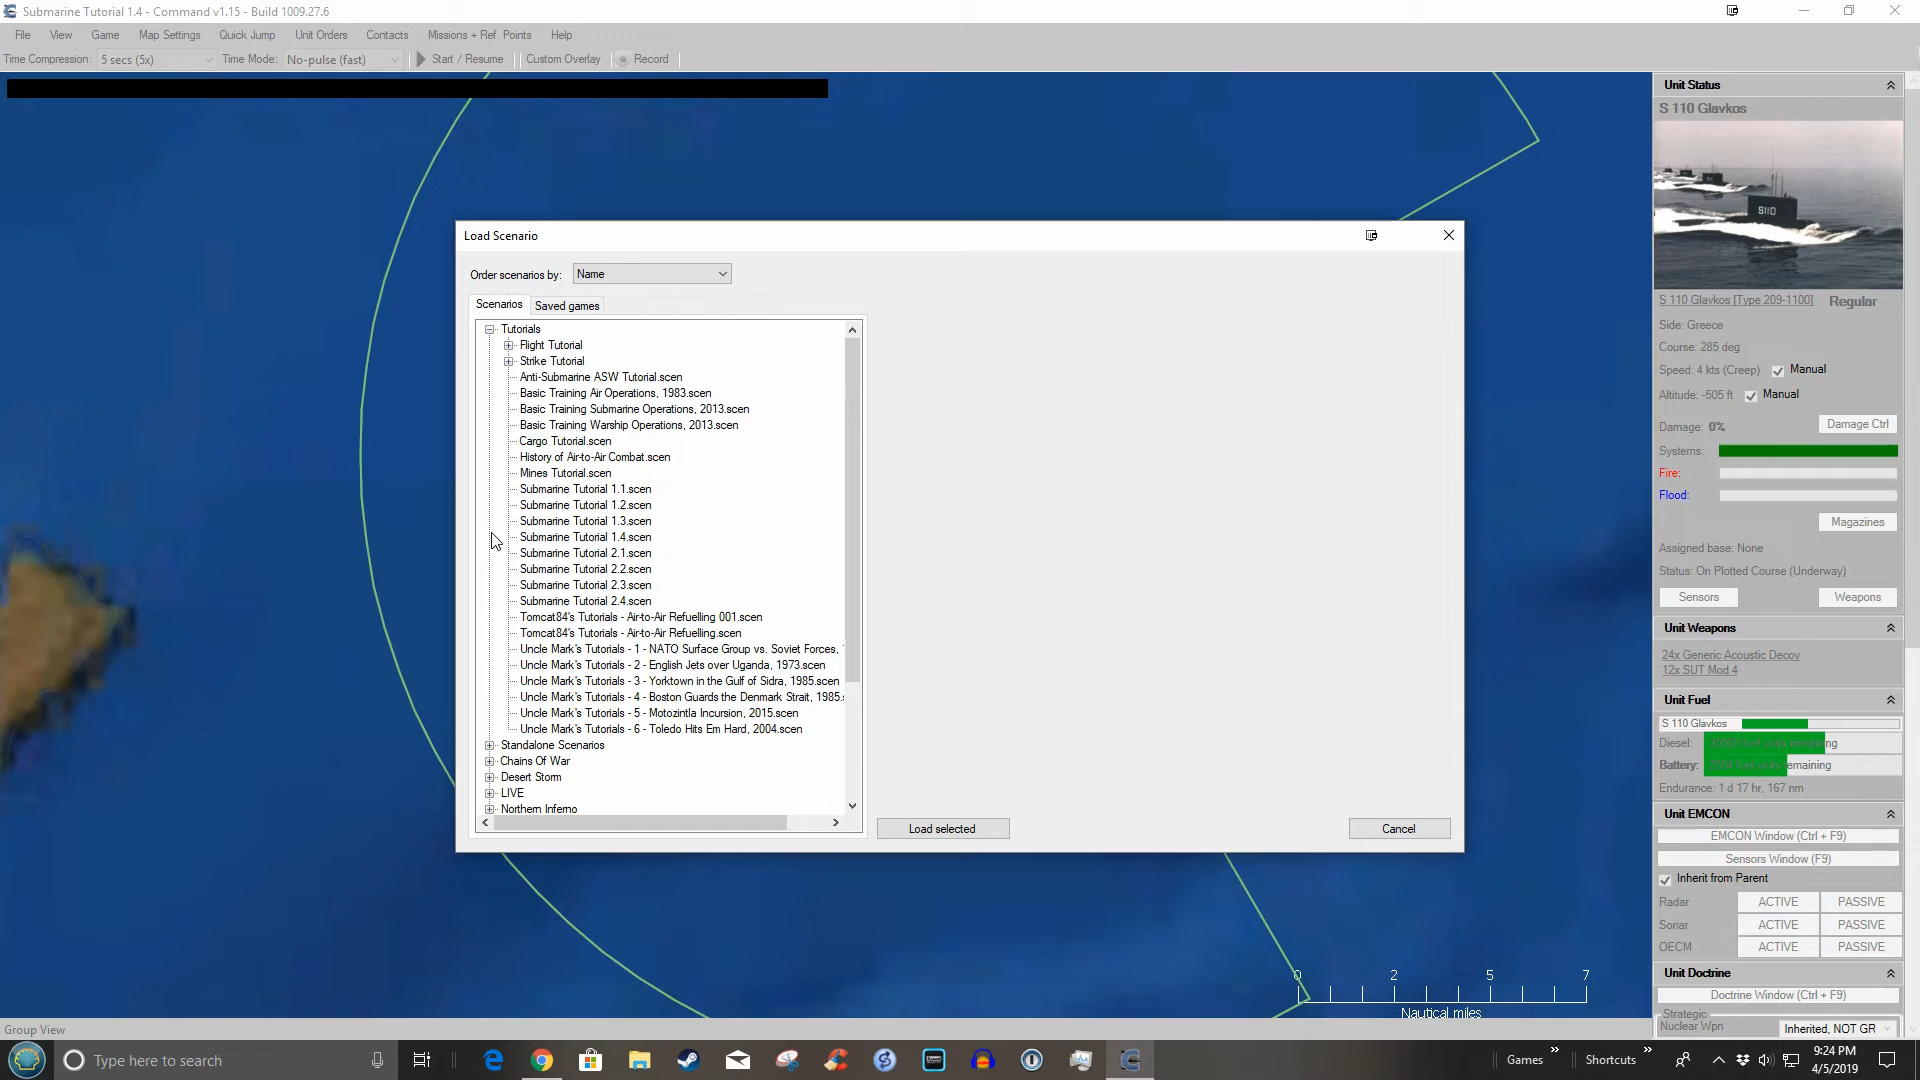 Submarine Tutorial 1.4 - Command v1.15 - Build 1009.27.6
File View Game Map Settings Quick Jump Unit Orders Contacts Missions + Ref. Points Help
Time Compression: 5 secs (5x) Time Mode: No-pulse (fast) Start / Resume Custom Overlay Record
Load Scenario
Order scenarios by: Name
Scenarios Saved games
Tutorials
Flight Tutorial
Strike Tutorial
Anti-Submarine ASW Tutorial.scen
Basic Training Air Operations, 1983.scen
Basic Training Submarine Operations, 2013.scen
Basic Training Warship Operations, 2013.scen
Cargo Tutorial.scen
History of Air-to-Air Combat.scen
Mines Tutorial.scen
Submarine Tutorial 1.1.scen
Submarine Tutorial 1.2.scen
Submarine Tutorial 1.3.scen
Submarine Tutorial 1.4.scen
Submarine Tutorial 2.1.scen
Submarine Tutorial 2.2.scen
Submarine Tutorial 2.3.scen
Submarine Tutorial 2.4.scen
Tomcat84's Tutorials - Air-to-Air Refuelling 001.scen
Tomcat84's Tutorials - Air-to-Air Refuelling.scen
Uncle Mark's Tutorials - 1 - NATO Surface Group vs. Soviet Forces,
Uncle Mark's Tutorials - 2 - English Jets over Uganda, 1973.scen
Uncle Mark's Tutorials - 3 - Yorktown in the Gulf of Sidra, 1985.scen
Uncle Mark's Tutorials - 4 - Boston Guards the Denmark Strait, 1985.
Uncle Mark's Tutorials - 5 - Motozintla Incursion, 2015.scen
Uncle Mark's Tutorials - 6 - Toledo Hits Em Hard, 2004.scen
Standalone Scenarios
Chains Of War
Desert Storm
LIVE
Northern Inferno
Load selected Cancel
Unit Status
S 110 Glavkos
S110
S 110 Glavkos [Type 209-1100] Regular
Side: Greece
Course: 285 deg
Speed: 4 kts (Creep) Manual
Altitude: -505 ft Manual
Damage: 0% Damage Ctrl
Systems:
Fire:
Flood:
Magazines
Assigned base: None
Status: On Plotted Course (Underway)
Sensors Weapons
Unit Weapons
24x Generic Acoustic Decoy
12x SUT Mod 4
Unit Fuel
S 110 Glavkos
Diesel: remaining
Battery: remaining
Endurance: 1 d 17 hr, 167 nm
Unit EMCON
EMCON Window (Ctrl + F9)
Sensors Window (F9)
Inherit from Parent
Radar ACTIVE PASSIVE
Sonar ACTIVE PASSIVE
OECM ACTIVE PASSIVE
Unit Doctrine
Doctrine Window (Ctrl + F9)
Strategic
Nuclear Wpn Inherited, NOT GR
0 2 5 7
Nautical miles
Group View
Type here to search
Games » Shortcuts »
9:24 PM
4/5/2019